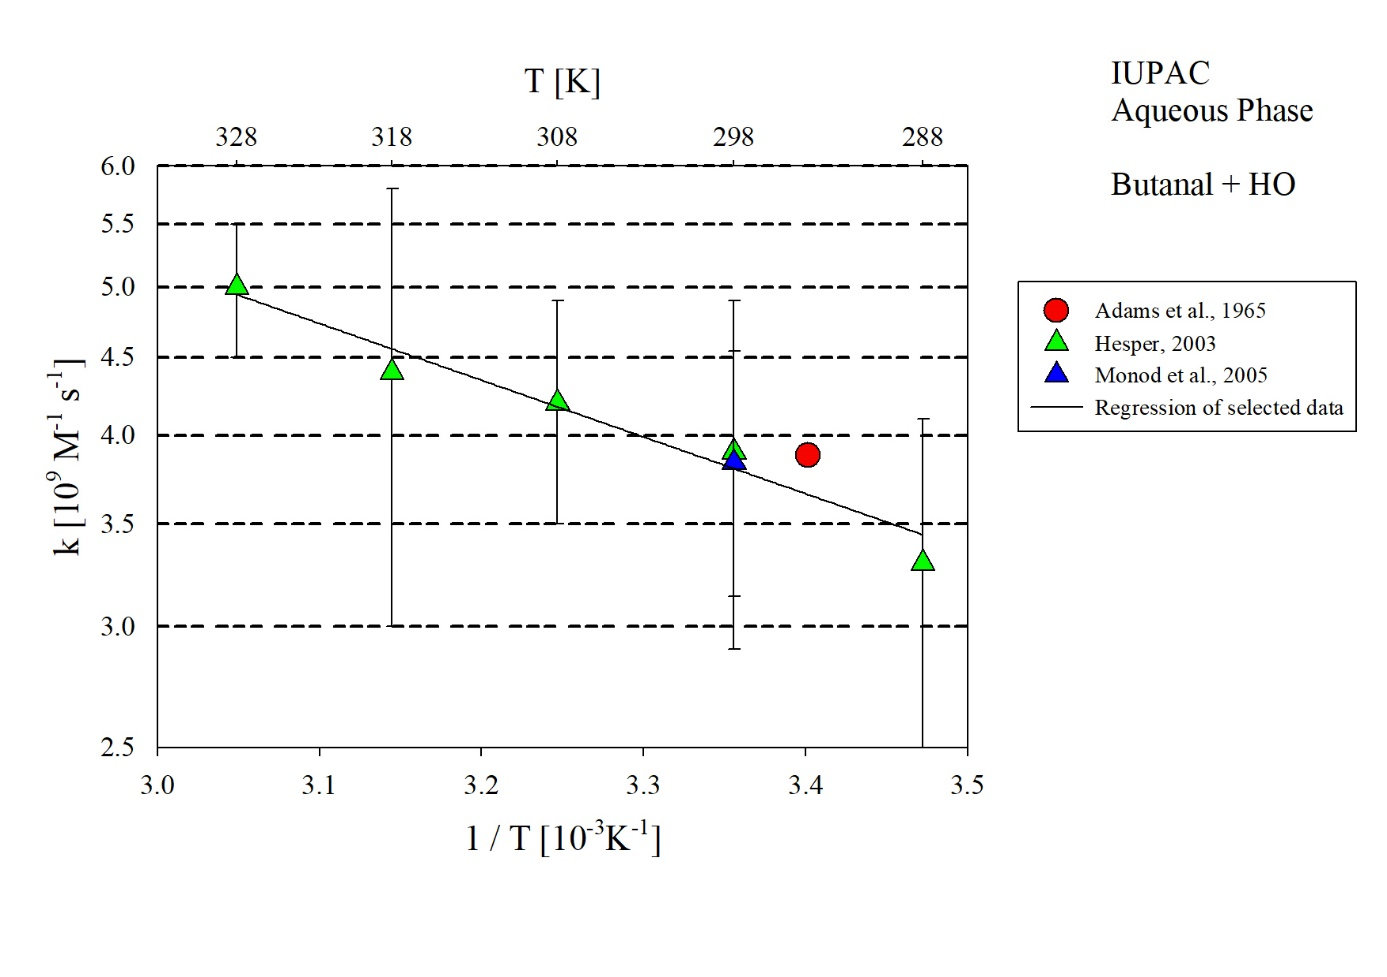 T [K]
328 318 308 298 288
6.0
5.5
5.0
4.5
4.0
3.5
3.0
2.5
k [10⁹ M⁻¹ s⁻¹]
3.0 3.1 3.2 3.3 3.4 3.5
1 / T [10⁻³K⁻¹]
IUPAC
Aqueous Phase
Butanal + HO
Adams et al., 1965
Hesper, 2003
Monod et al., 2005
Regression of selected data